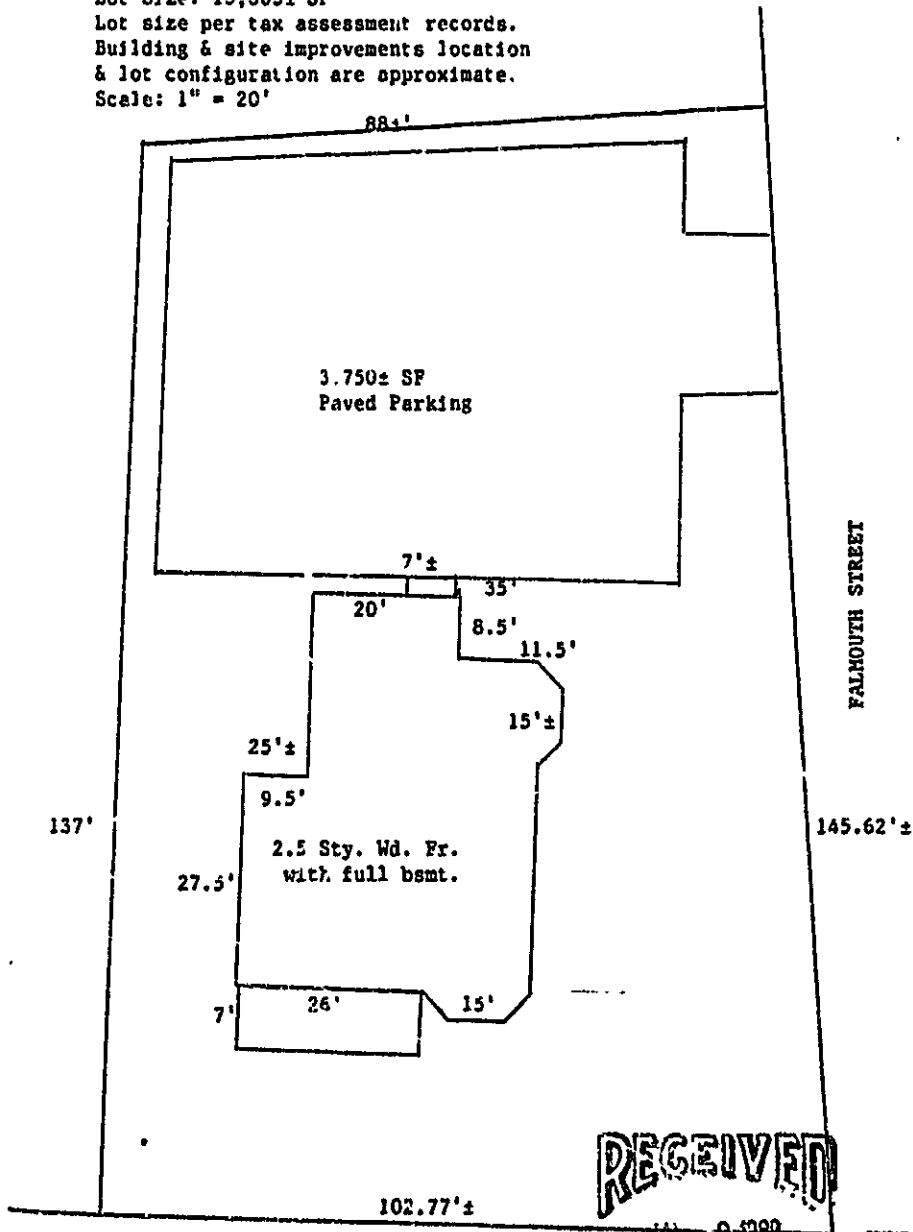 Lot size per tax assessment records.
Building & site improvements location
& lot configuration are approximate.
Scale: 1" = 20'
88±'
3.750± SF
Paved Parking
7'±
35'
20'
8.5'
11.5'
FALMOUTH STREET
15'±
25'±
9.5'
137'
145.62'±
2.5 Sty. Wd. Fr.
with full bsmt.
27.5'
26'
15'
7'
RECEIVED
102.77'±